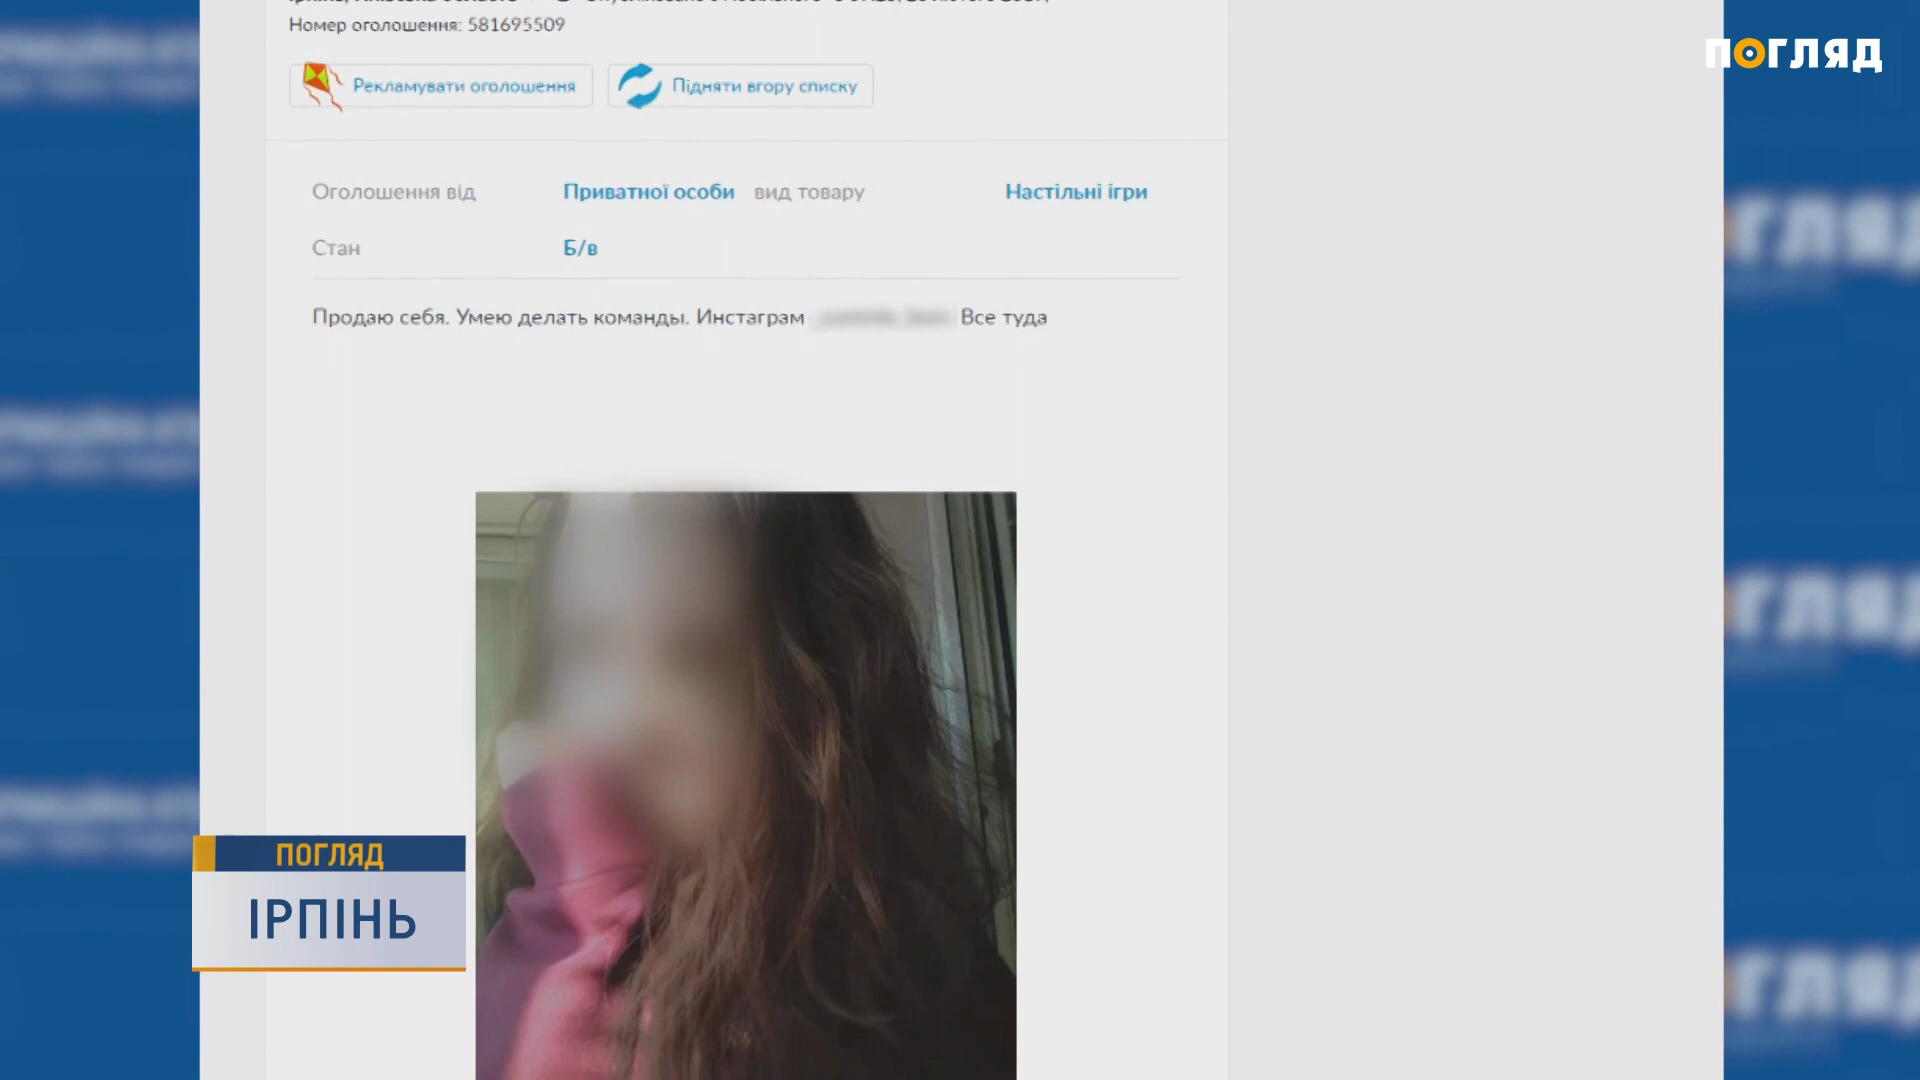 Номер оголошення: 581695509
ПОГЛЯД
Рекламувати оголошення
Підняти вгору списку
Оголошення від Приватної особи вид товару Настільні ігри
Стан Б/в
Продаю себя. Умею делать команды. Инстаграм Все туда
ПОГЛЯД
ІРПІНЬ